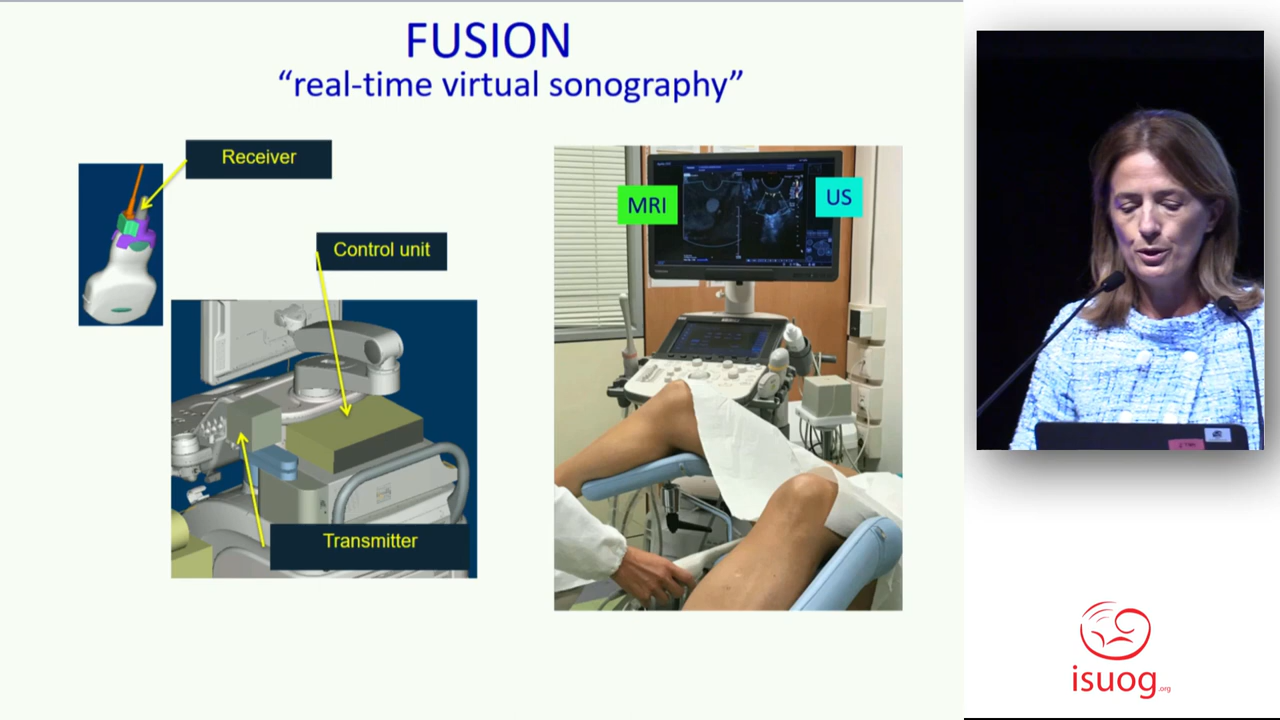 FUSION
“real-time virtual sonography”
Receiver
Control unit
Transmitter
MRI
US
isuog.org